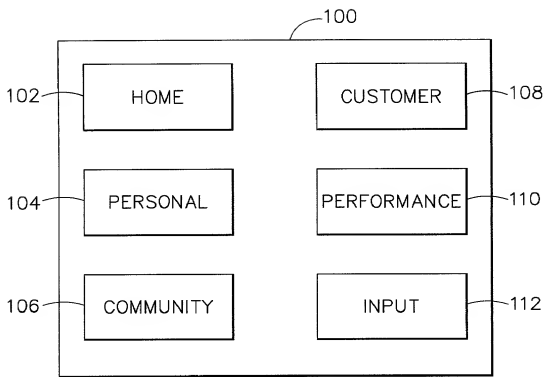 100
102 HOME CUSTOMER 108
104 PERSONAL PERFORMANCE 110
106 COMMUNITY INPUT 112